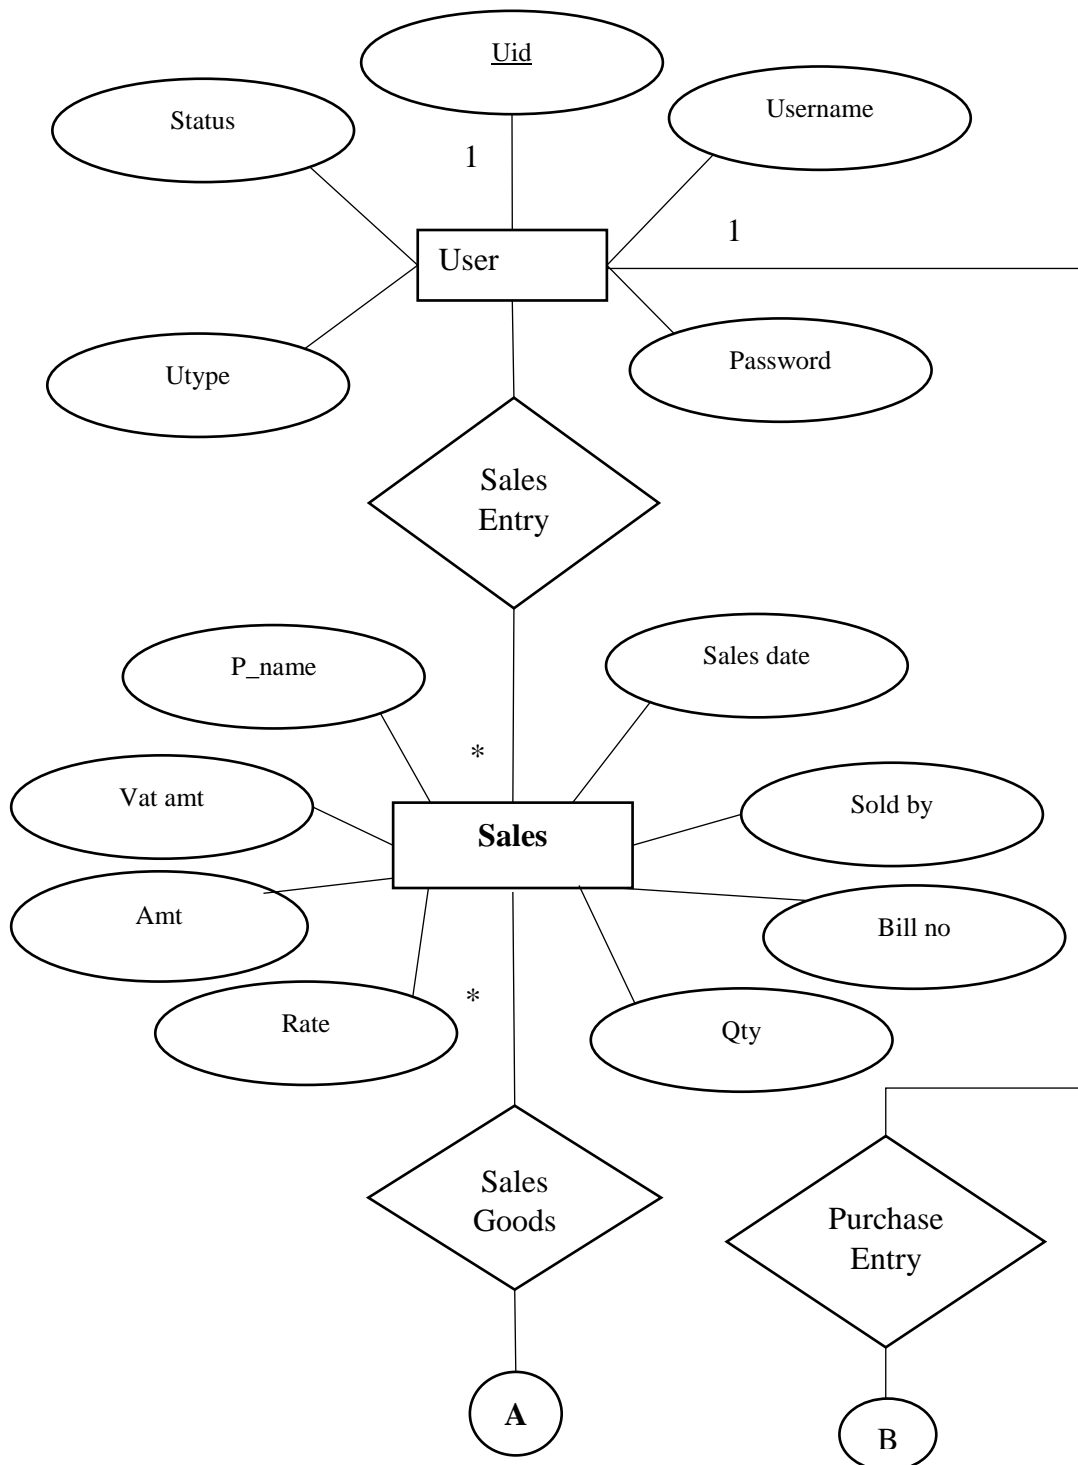 Uid
Status
Username
1
1
User
Utype
Password
Sales
Entry
P_name
Sales date
*
Vat amt
Sold by
Sales
Amt
Bill no
*
Rate
Qty
Sales
Goods
Purchase
Entry
A
B